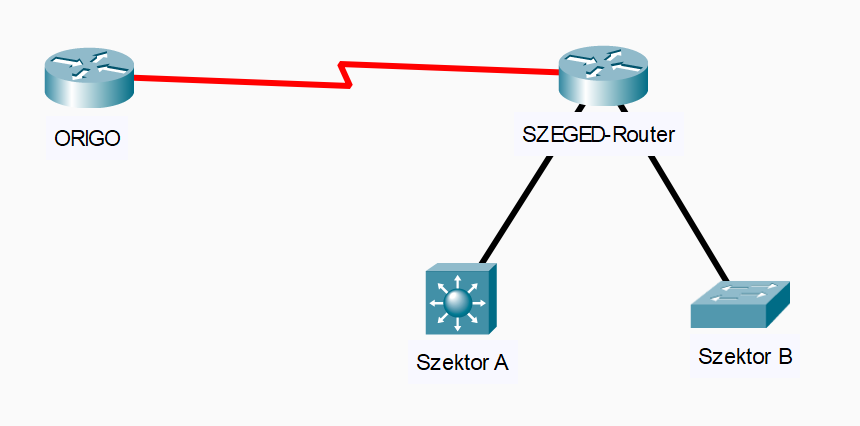 ORIGO
SZEGED-Router
Szektor A
Szektor B